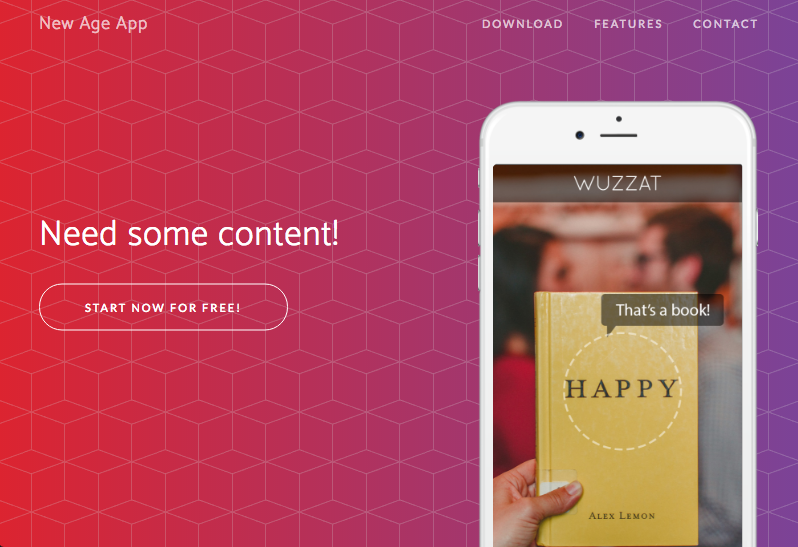 New Age App
DOWNLOAD FEATURES CONTACT
Need some content!
START NOW FOR FREE!
WUZZAT
That's a book!
HAPPY
ALEX LEMON